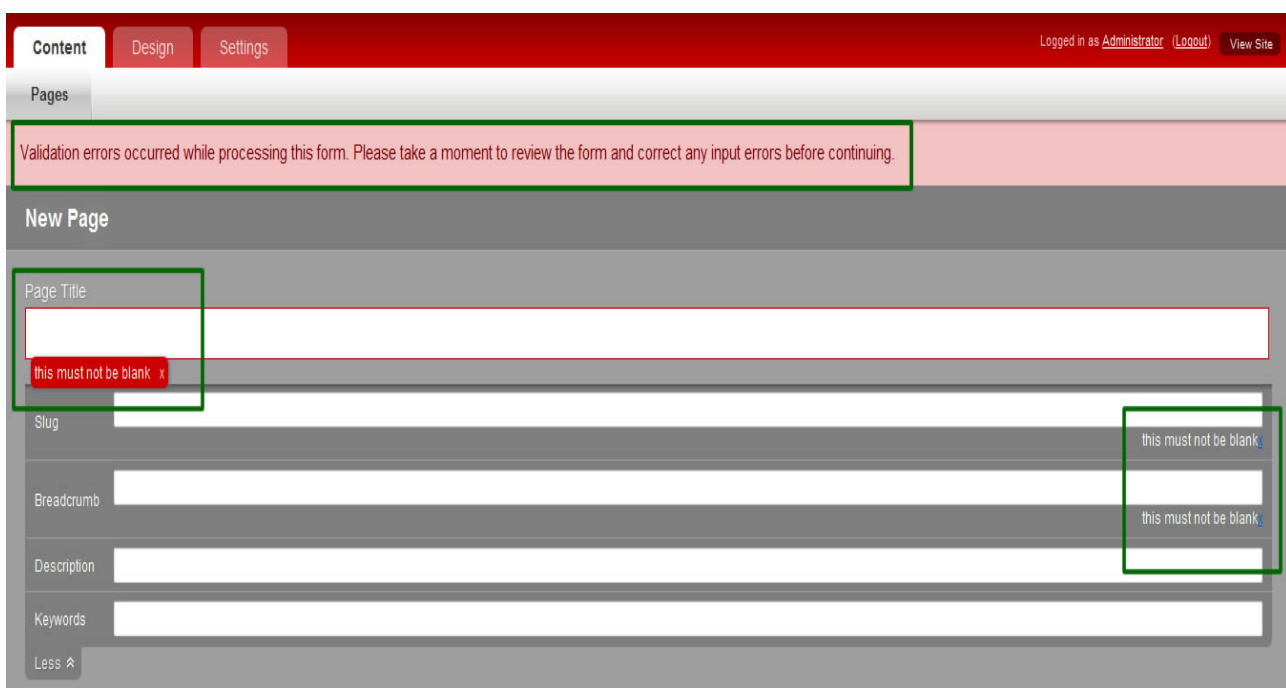 Content Design Settings Logged in as Administrator (Logout) View Site
Pages
Validation errors occurred while processing this form. Please take a moment to review the form and correct any input errors before continuing.
New Page
Page Title
this must not be blank x
Slug
this must not be blank x
Breadcrumb
this must not be blank x
Description
Keywords
Less